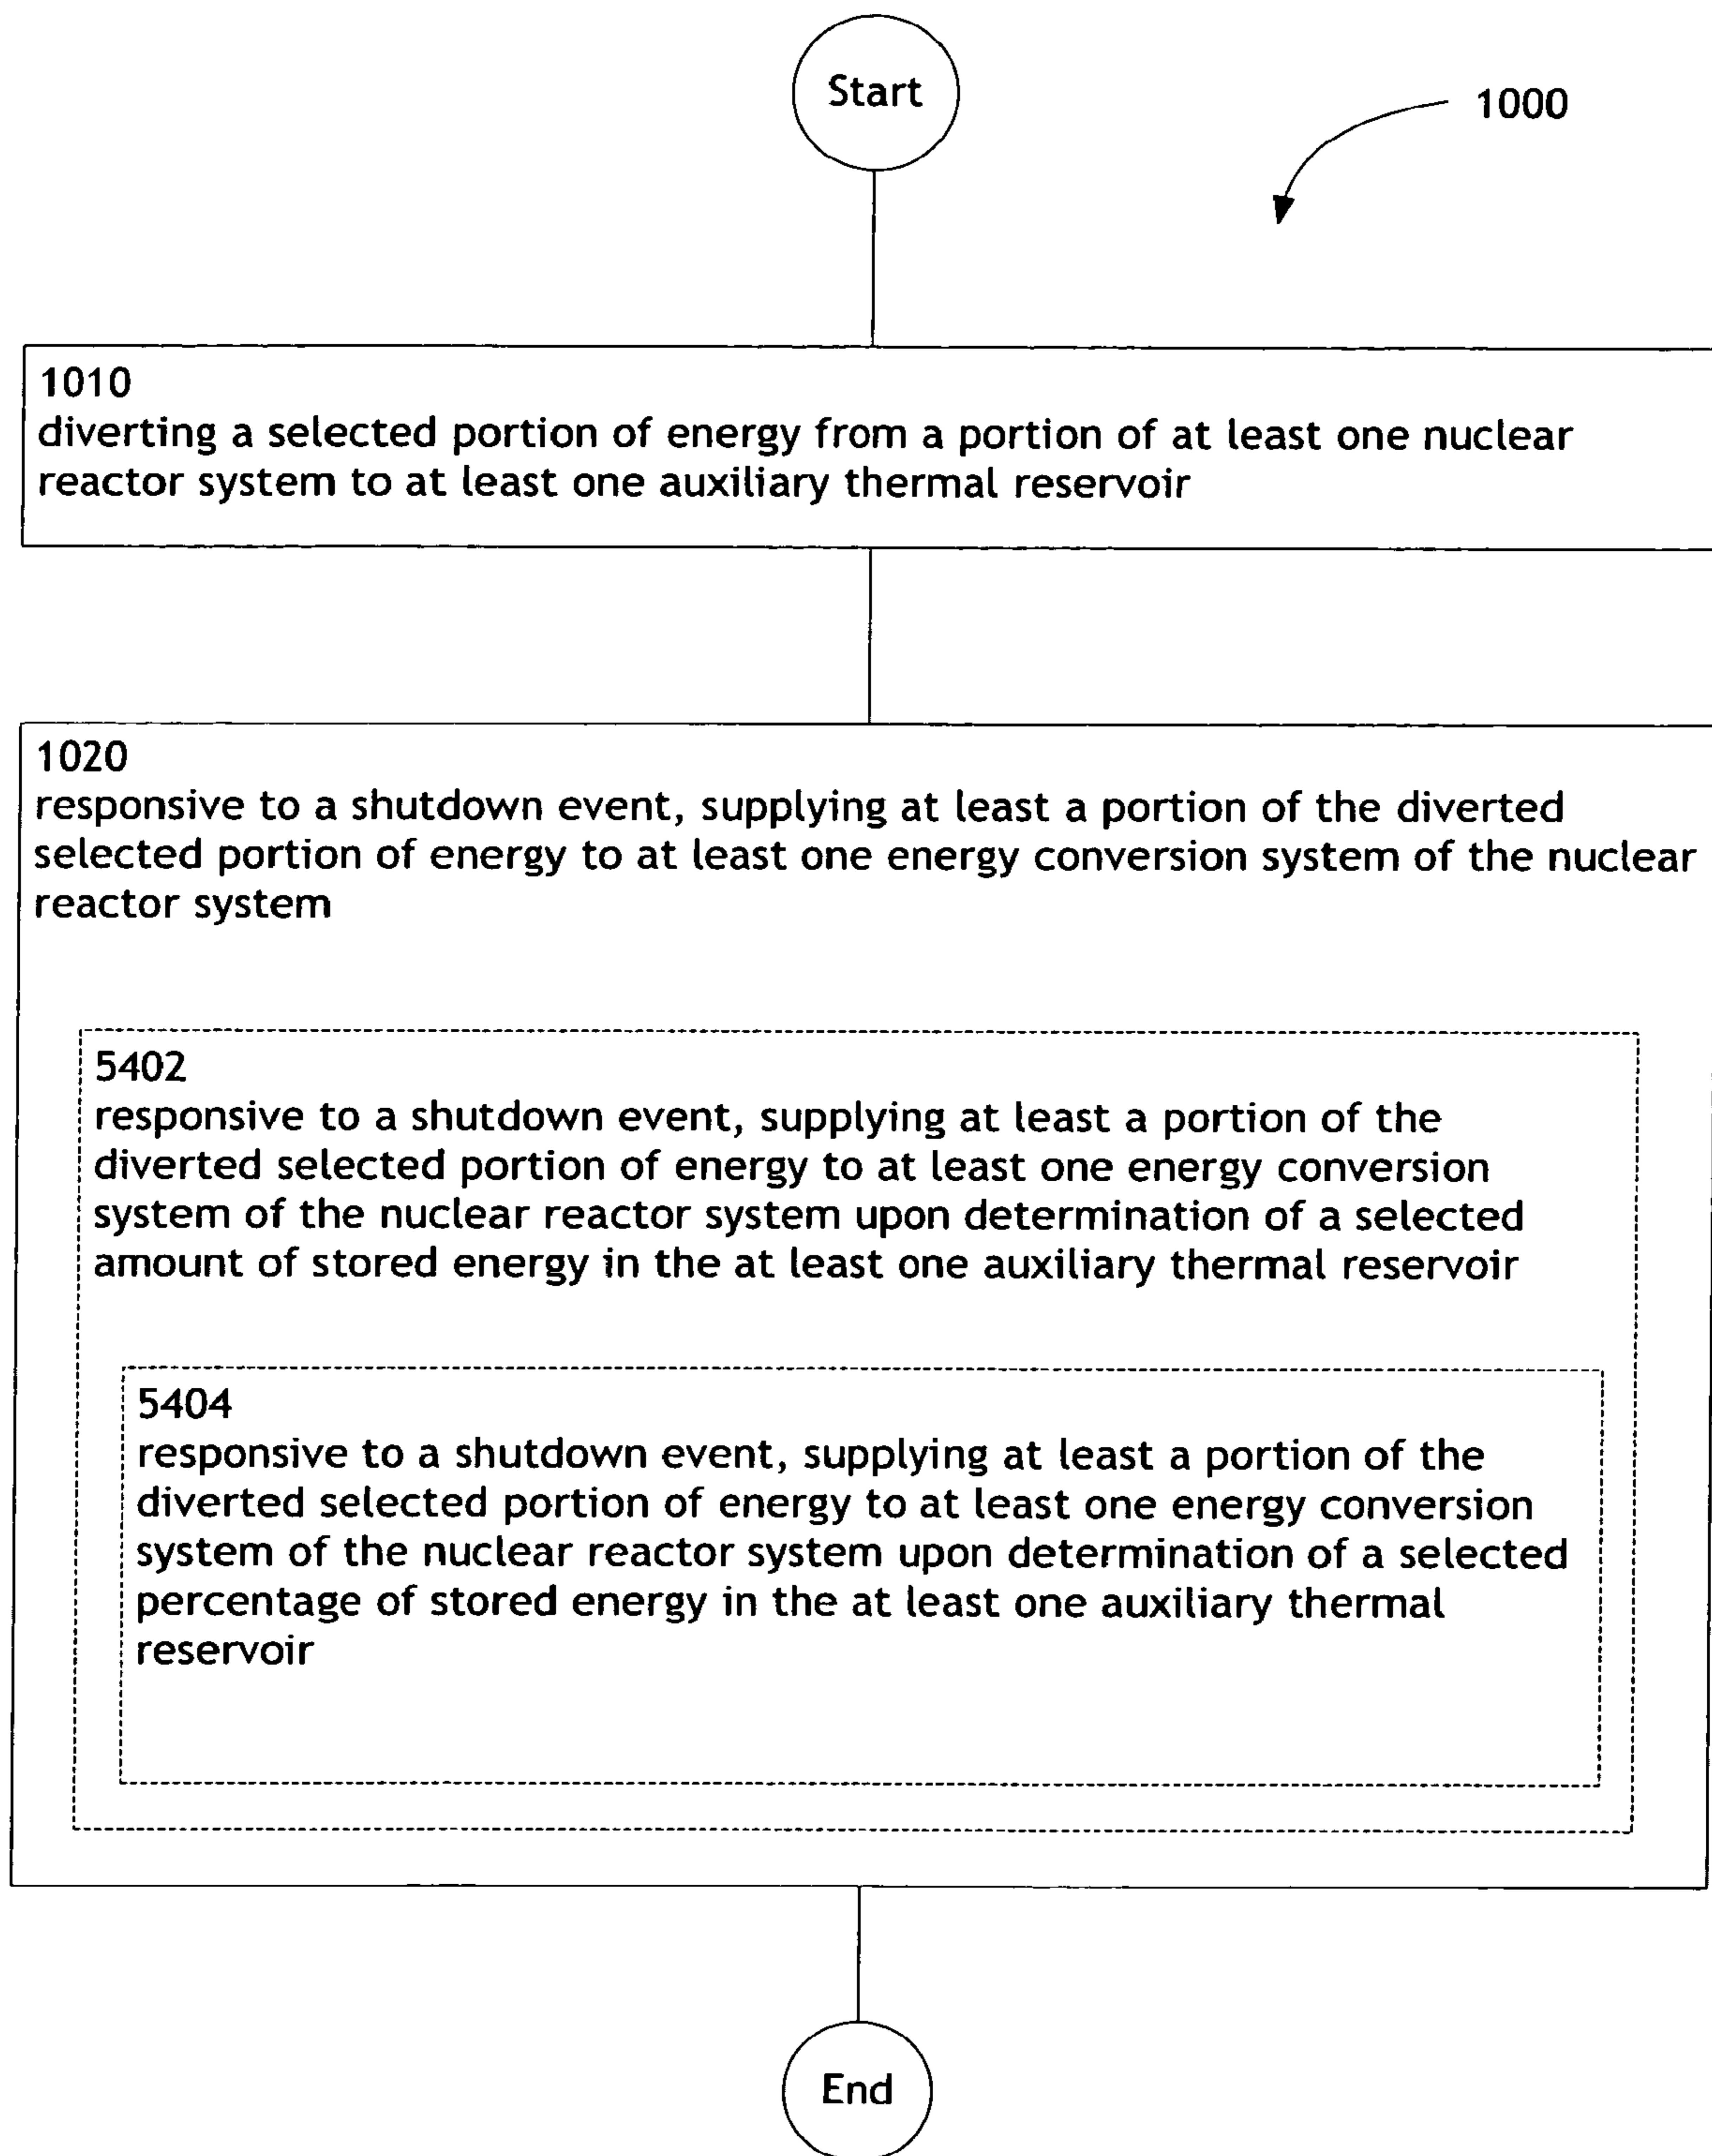 Start
1000
1010
diverting a selected portion of energy from a portion of at least one nuclear
reactor system to at least one auxiliary thermal reservoir
1020
responsive to a shutdown event, supplying at least a portion of the diverted
selected portion of energy to at least one energy conversion system of the nuclear
reactor system
5402
responsive to a shutdown event, supplying at least a portion of the
diverted selected portion of energy to at least one energy conversion
system of the nuclear reactor system upon determination of a selected
amount of stored energy in the at least one auxiliary thermal reservoir
5404
responsive to a shutdown event, supplying at least a portion of the
diverted selected portion of energy to at least one energy conversion
system of the nuclear reactor system upon determination of a selected
percentage of stored energy in the at least one auxiliary thermal
reservoir
End